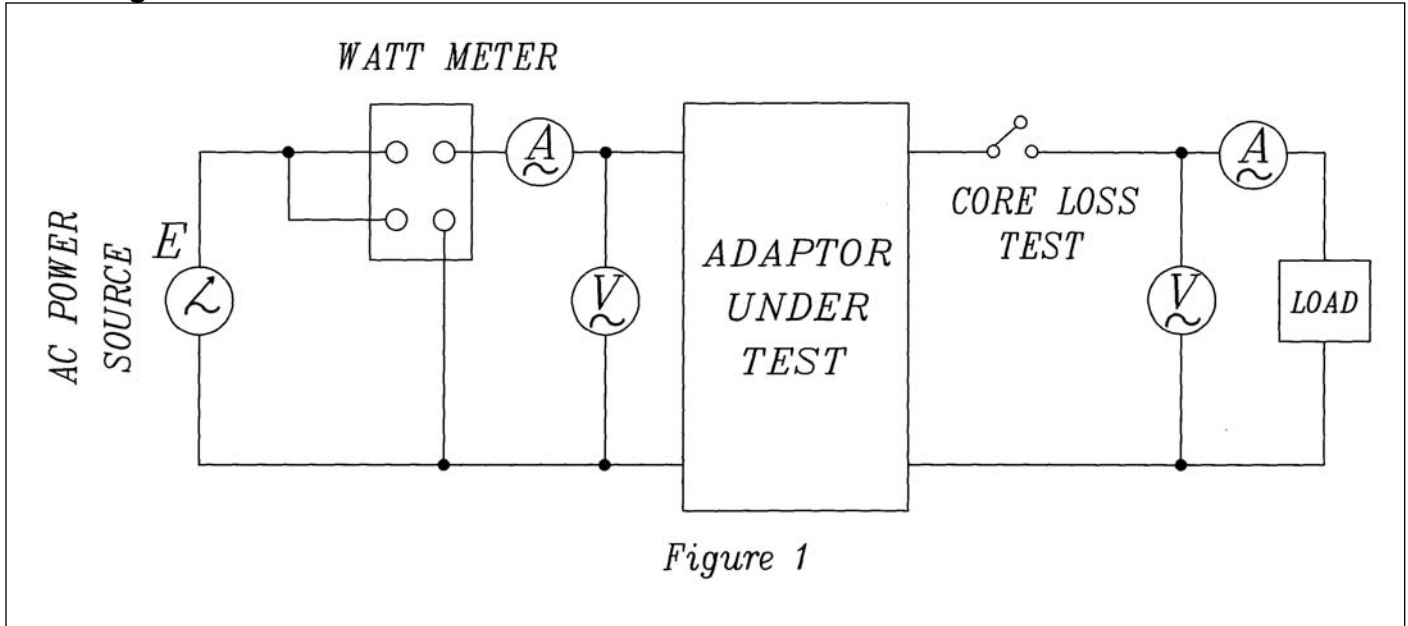 WATT METER
AC POWER
SOURCE
E
A
V
ADAPTOR
UNDER
TEST
CORE LOSS
TEST
A
V
LOAD
Figure 1